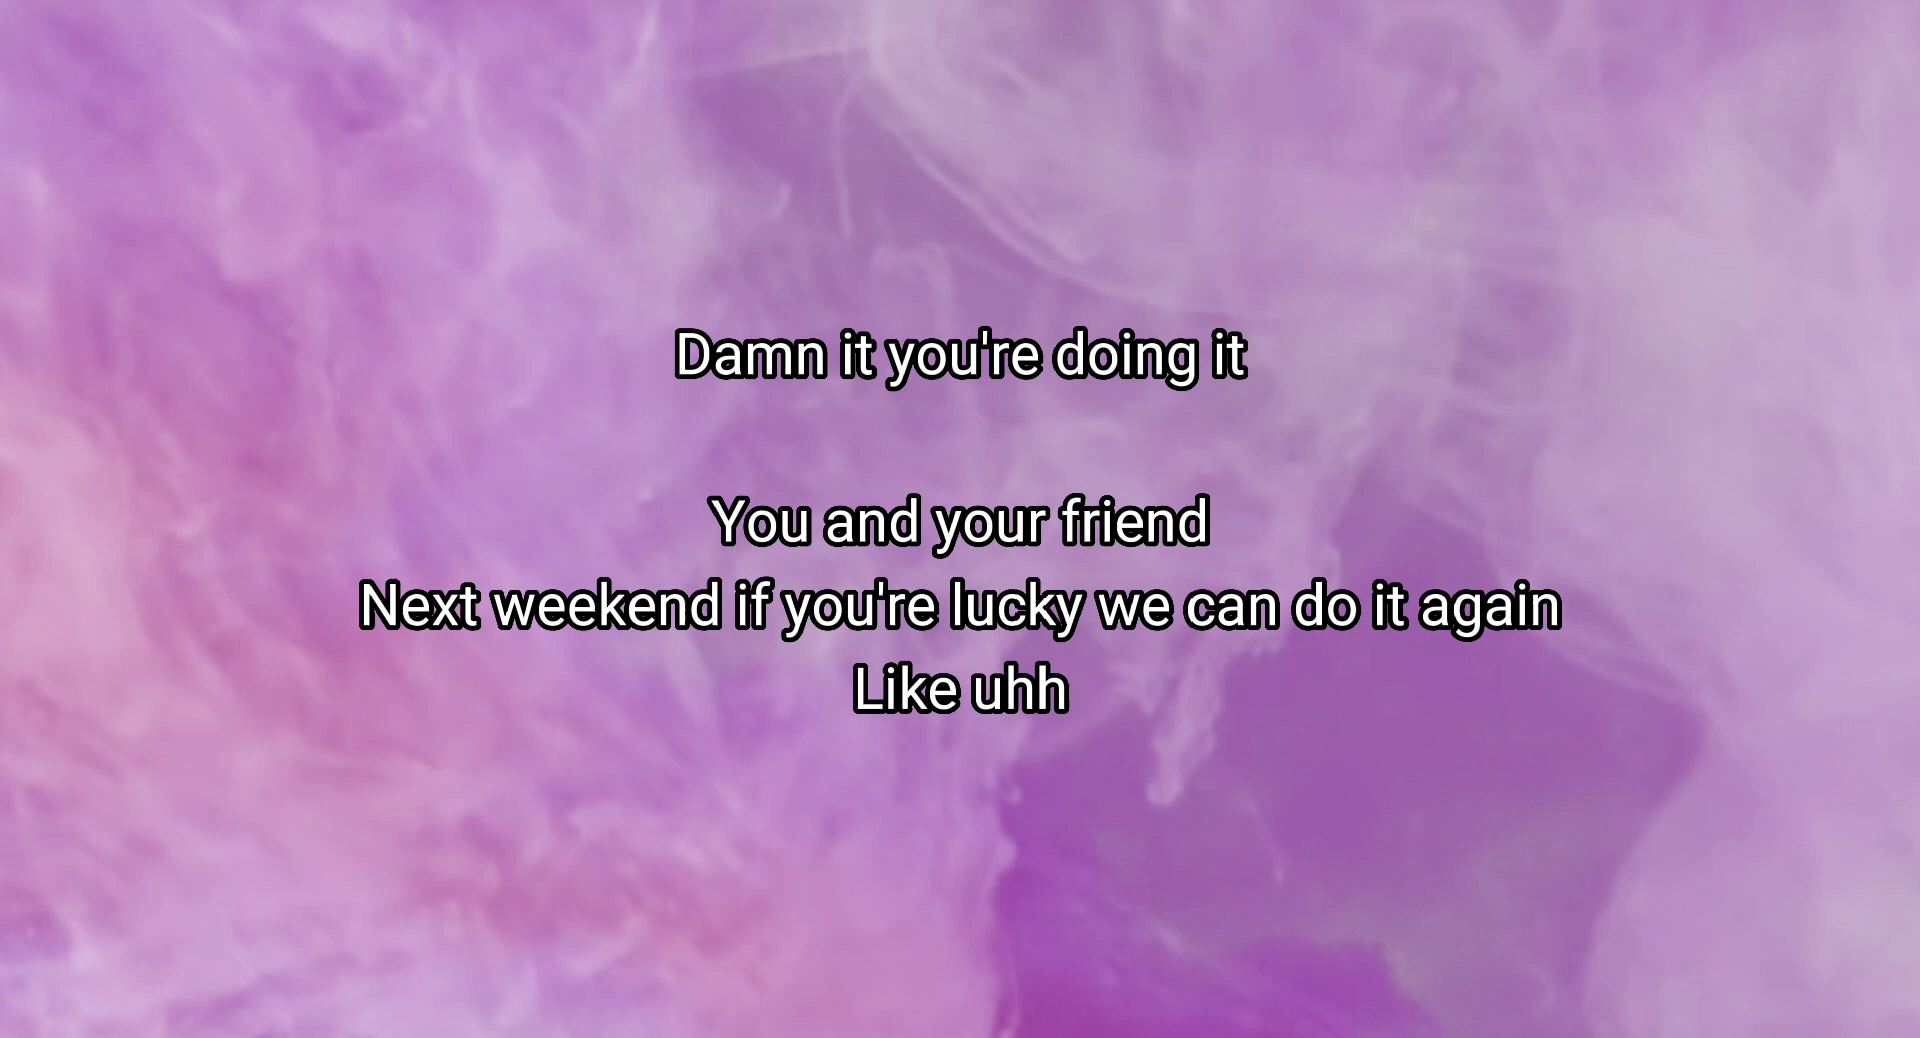 Damn it you're doing it
You and your friend
Next weekend if you're lucky we can do it again
Like uhh